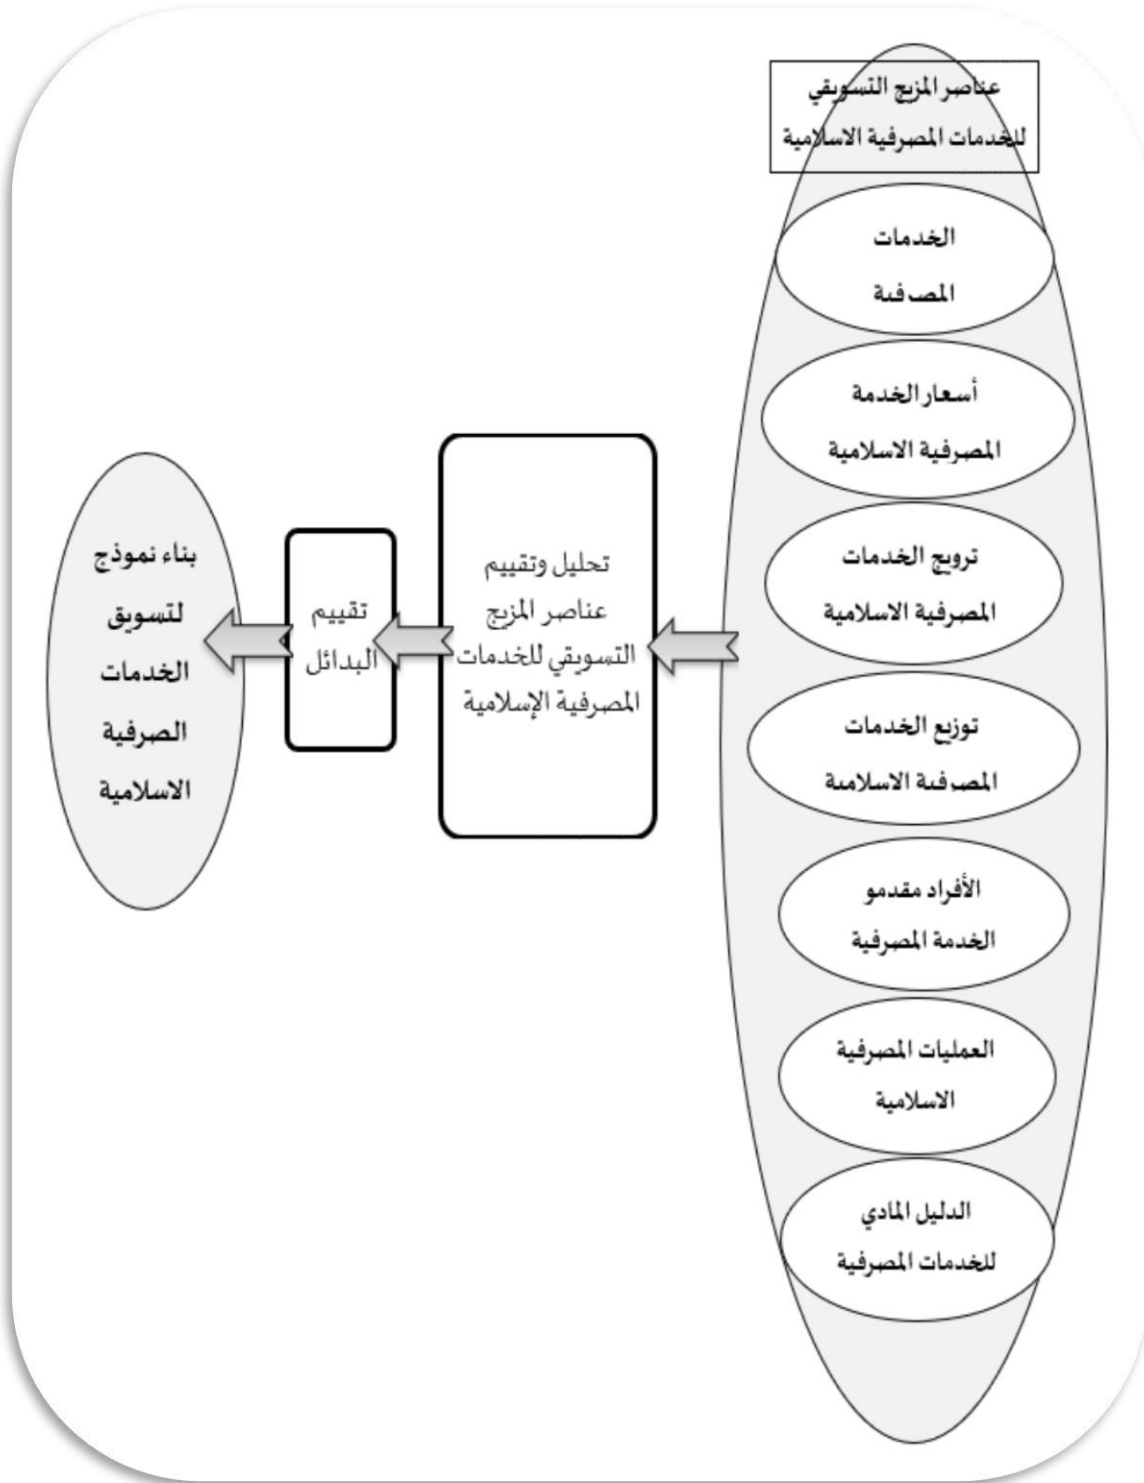 عناصر المزيج التسويقي
للخدمات المصرفية الاسلامية
الخدمات
المصرفية
أسعار الخدمة
المصرفية الاسلامية
ترويج الخدمات
المصرفية الاسلامية
توزيع الخدمات
المصرفية الاسلامية
الأفراد مقدمو
الخدمة المصرفية
العمليات المصرفية
الاسلامية
الدليل المادي
للخدمات المصرفية
تحليل وتقييم
عناصر المزيج
التسويقي للخدمات
المصرفية الإسلامية
تقييم
البدائل
بناء نموذج
لتسويق
الخدمات
الصرفية
الاسلامية